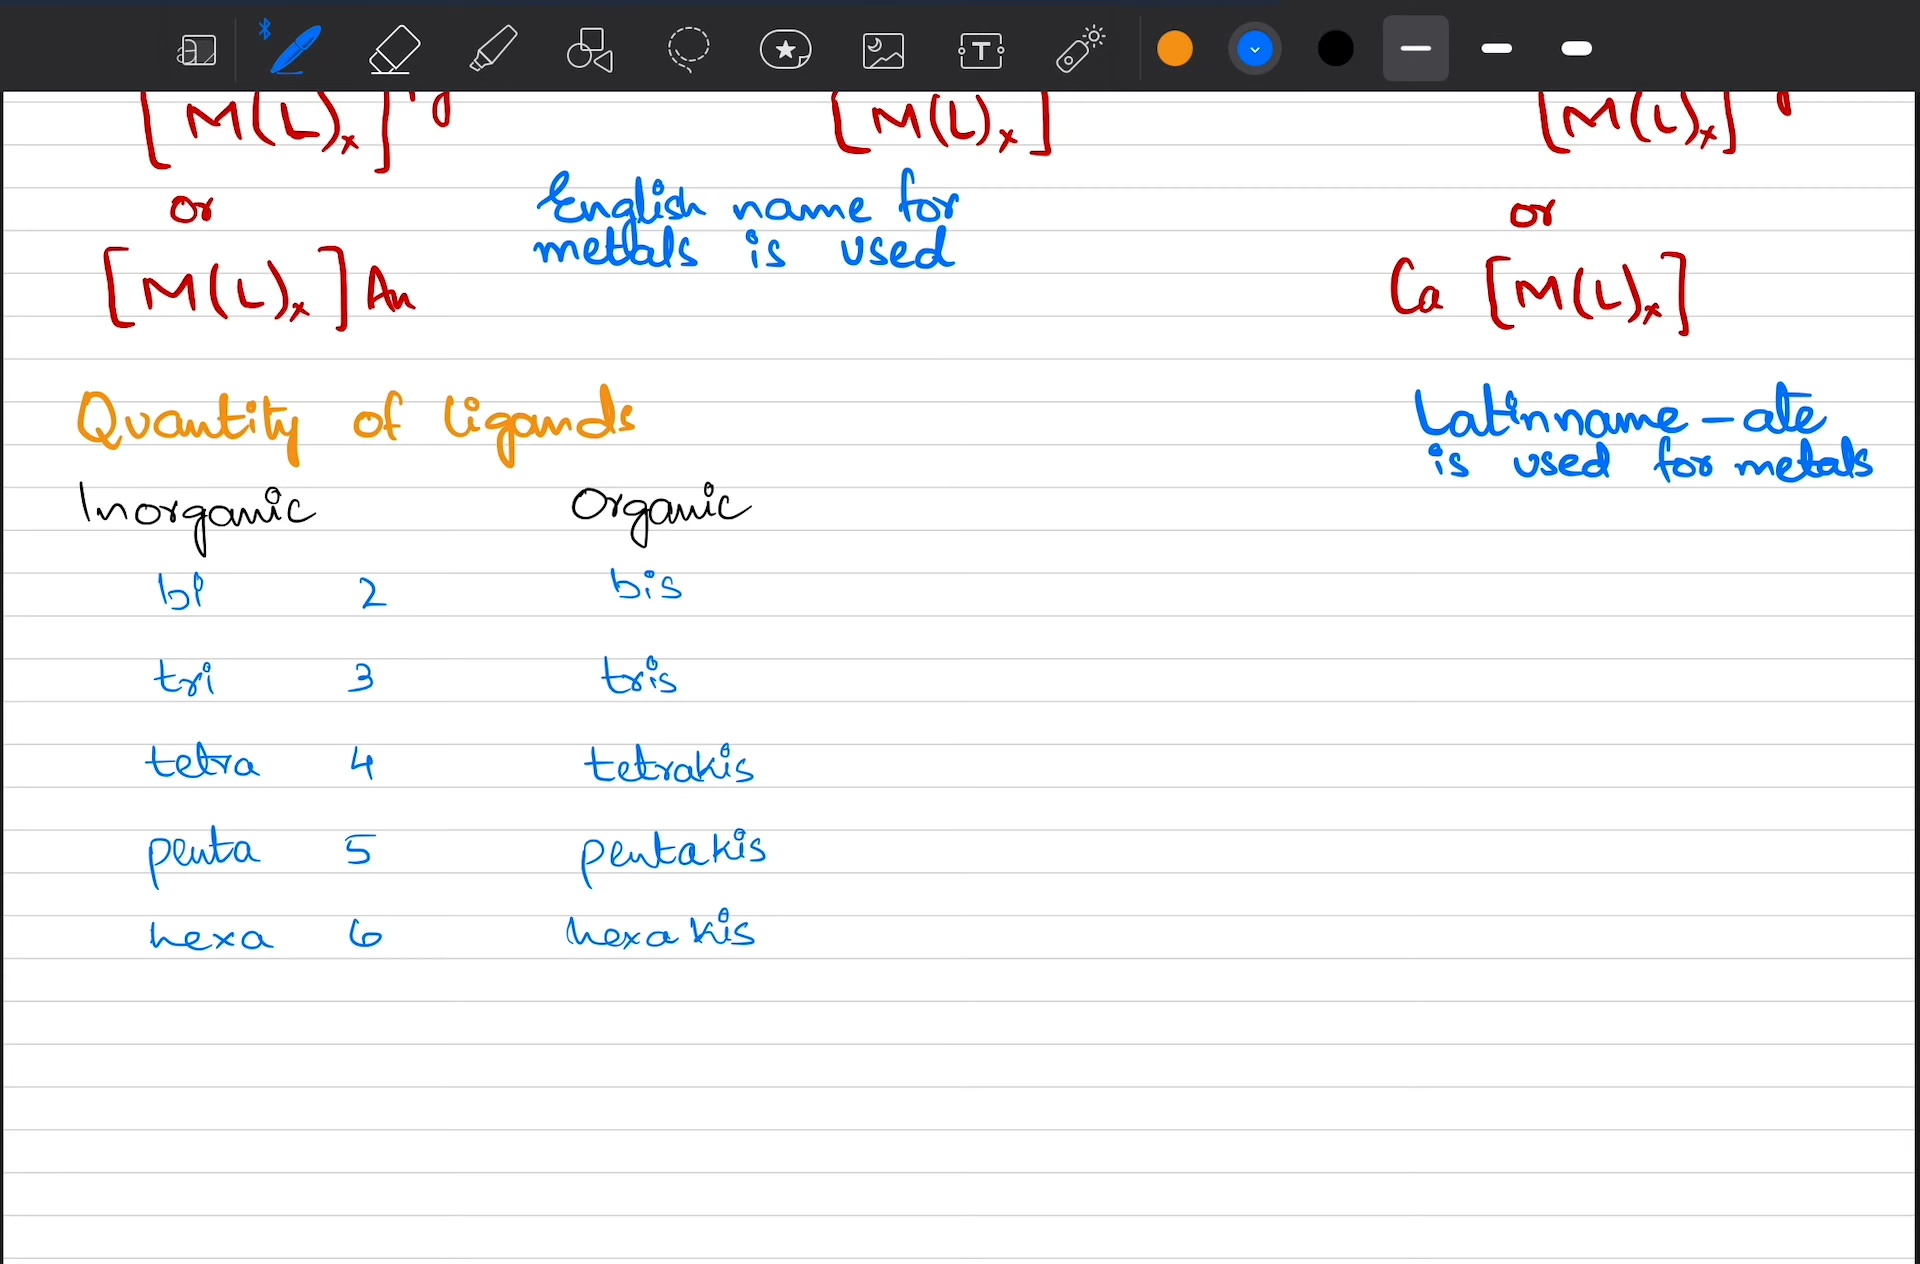 [M(L)x] [M(L)x] [M(L)x]
or
English name for
metals is used
or
[M(L)x] An
Ca [M(L)x]
Quantity of ligands
Latin name - ate
is used for metals
Inorganic Organic
bi 2 bis
tri 3 tris
tetra 4 tetrakis
penta 5 pentakis
hexa 6 hexakis